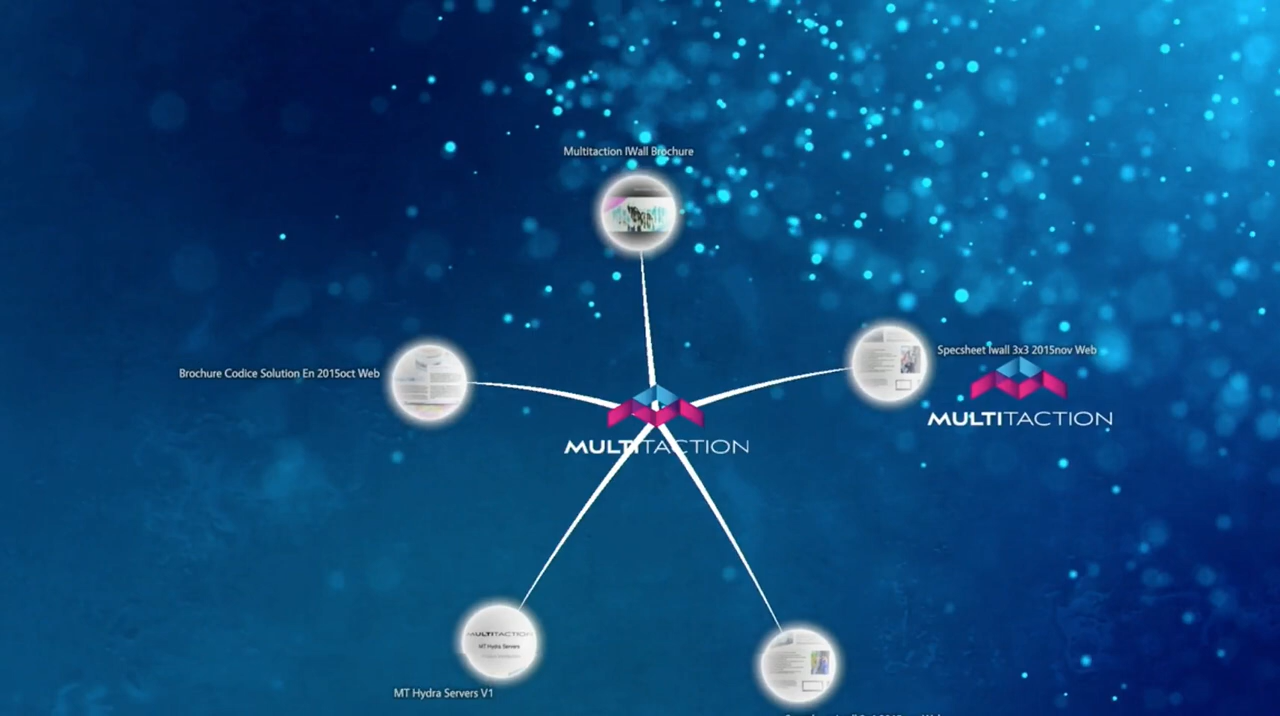 Multitaction IWall Brochure
Specsheet Iwall 3x3 2015nov Web
Brochure Codice Solution En 2015oct Web
MULTITACTION
MULTITACTION
MULTITACTION
MT Hydra Servers
MT Hydra Servers V1